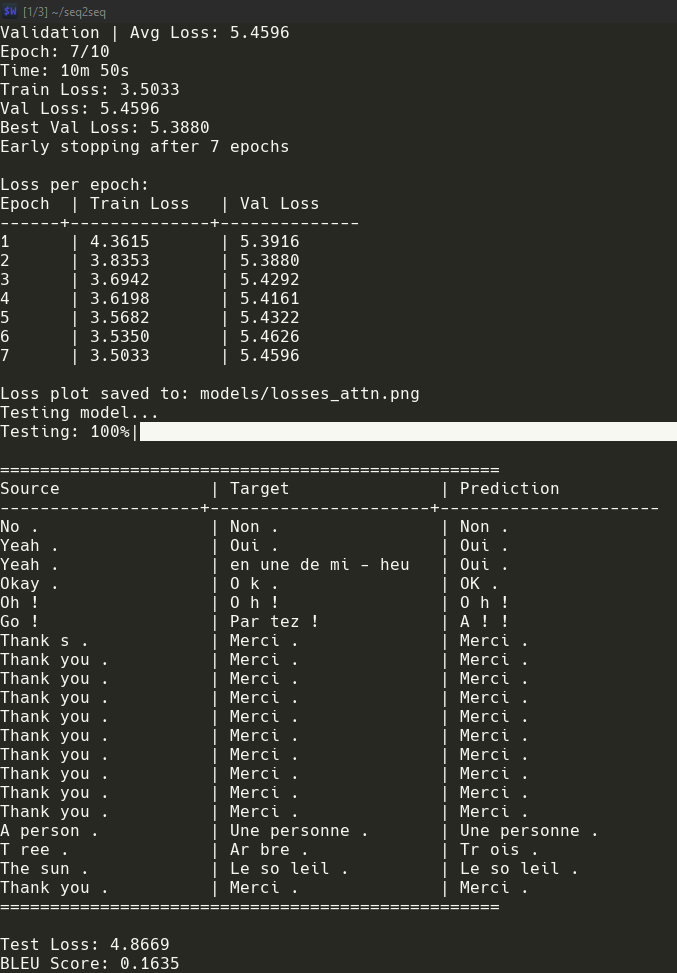 $W [1/3] ~/seq2seq
Validation | Avg Loss: 5.4596
Epoch: 7/10
Time: 10m 50s
Train Loss: 3.5033
Val Loss: 5.4596
Best Val Loss: 5.3880
Early stopping after 7 epochs
Loss per epoch:
Epoch  | Train Loss   | Val Loss
------+--------------+--------------
1      | 4.3615       | 5.3916
2      | 3.8353       | 5.3880
3      | 3.6942       | 5.4292
4      | 3.6198       | 5.4161
5      | 3.5682       | 5.4322
6      | 3.5350       | 5.4626
7      | 3.5033       | 5.4596
Loss plot saved to: models/losses_attn.png
Testing model...
Testing: 100%|
==================================================
Source               | Target               | Prediction
--------------------+----------------------+----------------------
No .                 | Non .                | Non .
Yeah .               | Oui .                | Oui .
Yeah .               | en une de mi - heu   | Oui .
Okay .               | O k .                | OK .
Oh !                 | O h !                | O h !
Go !                 | Par tez !            | A ! !
Thank s .            | Merci .              | Merci .
Thank you .          | Merci .              | Merci .
Thank you .          | Merci .              | Merci .
Thank you .          | Merci .              | Merci .
Thank you .          | Merci .              | Merci .
Thank you .          | Merci .              | Merci .
Thank you .          | Merci .              | Merci .
Thank you .          | Merci .              | Merci .
Thank you .          | Merci .              | Merci .
Thank you .          | Merci .              | Merci .
A person .           | Une personne .       | Une personne .
T ree .              | Ar bre .             | Tr ois .
The sun .            | Le so leil .         | Le so leil .
Thank you .          | Merci .              | Merci .
==================================================
Test Loss: 4.8669
BLEU Score: 0.1635